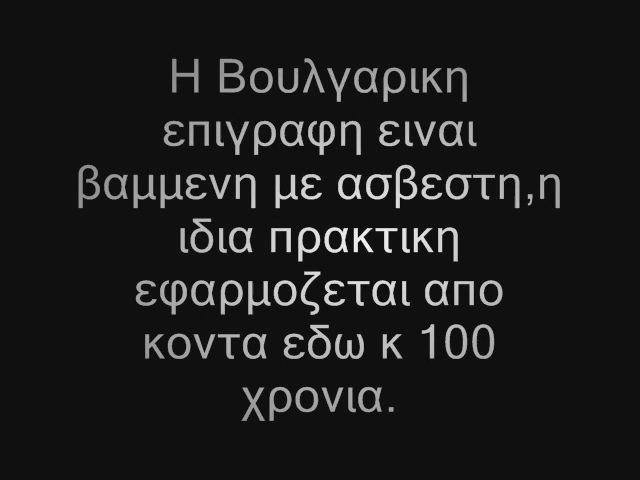 Η Βουλγαρικη
επιγραφη ειναι
βαμμενη με ασβεστη,η
ιδια πρακτικη
εφαρμοζεται απο
κοντα εδω κ 100
χρονια.